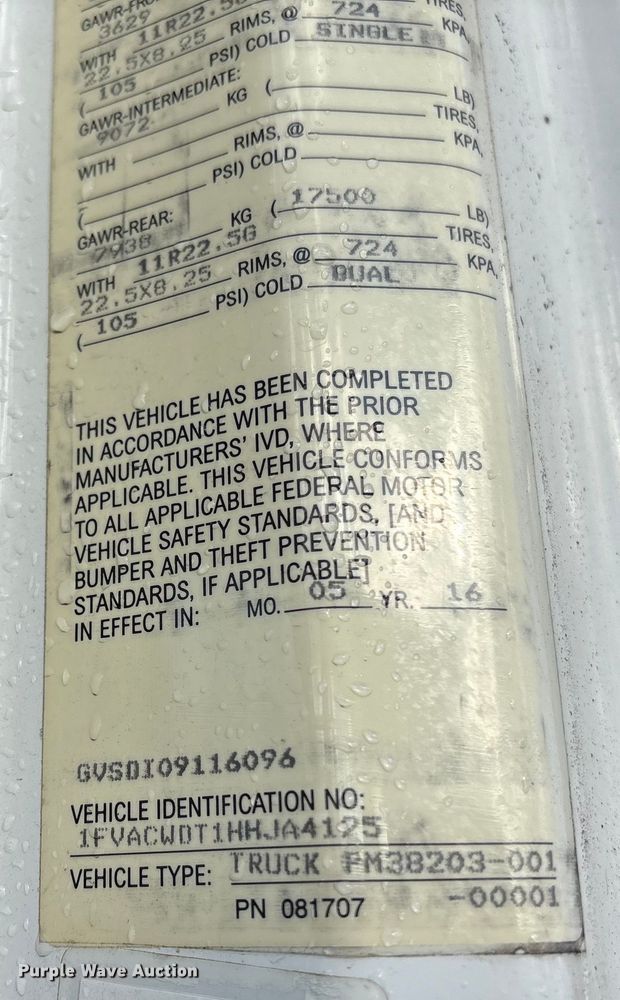 GAWR-FRO
3629 11R22.5G 724 TIRES,
WITH
22.5X8.25 RIMS, @ KPA,
( 105 PSI) COLD SINGLE
GAWR-INTERMEDIATE:
9072 KG ( LB)
WITH TIRES,
RIMS, @ KPA,
( PSI) COLD
GAWR-REAR:
7938 KG ( 17500 LB)
WITH 11R22.5G TIRES,
22.5X8.25 RIMS, @ 724 KPA,
( 105 PSI) COLD DUAL
THIS VEHICLE HAS BEEN COMPLETED
IN ACCORDANCE WITH THE PRIOR
MANUFACTURERS' IVD, WHERE
APPLICABLE. THIS VEHICLE CONFORMS
TO ALL APPLICABLE FEDERAL MOTOR
VEHICLE SAFETY STANDARDS, [AND
BUMPER AND THEFT PREVENTION
STANDARDS, IF APPLICABLE]
IN EFFECT IN: MO. 05 YR. 16
GVSDI09116096
VEHICLE IDENTIFICATION NO:
1FVACWDT1HHJA4125
VEHICLE TYPE: TRUCK FM38203-001
-00001
PN 081707
Purple Wave Auction